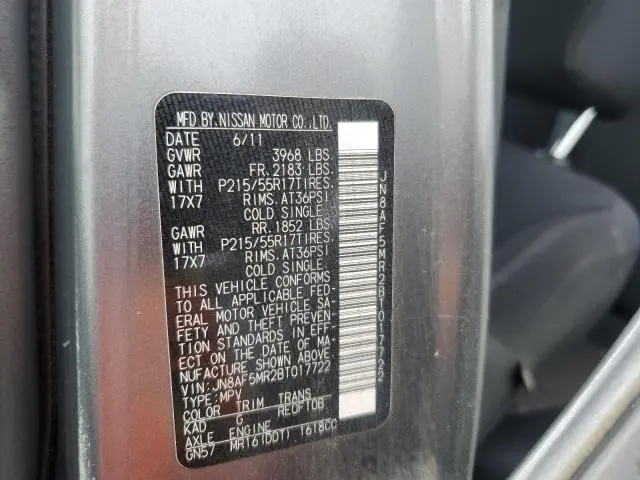 MFD BY.NISSAN MOTOR CO.,LTD.
DATE 6/11
GVWR 3968 LBS.
GAWR FR. 2183 LBS.
WITH P215/55R17TIRES.
17X7 RIMS. AT36PSI
COLD SINGLE
GAWR RR. 1852 LBS.
WITH P215/55R17TIRES.
17X7 RIMS. AT36PSI
COLD SINGLE
THIS VEHICLE CONFORMS
TO ALL APPLICABLE FED-
ERAL MOTOR VEHICLE SA-
FETY AND THEFT PREVEN-
TION STANDARDS IN EFF-
ECT ON THE DATE OF MA-
NUFACTURE SHOWN ABOVE.
VIN:JN8AF5MR2BT017722
TYPE:MPV
COLOR TRIM TRANS
KAD G RE0F10B
AXLE ENGINE
GN57 MR16(DDT) 1618CC
JN8AF5MR2BT017722